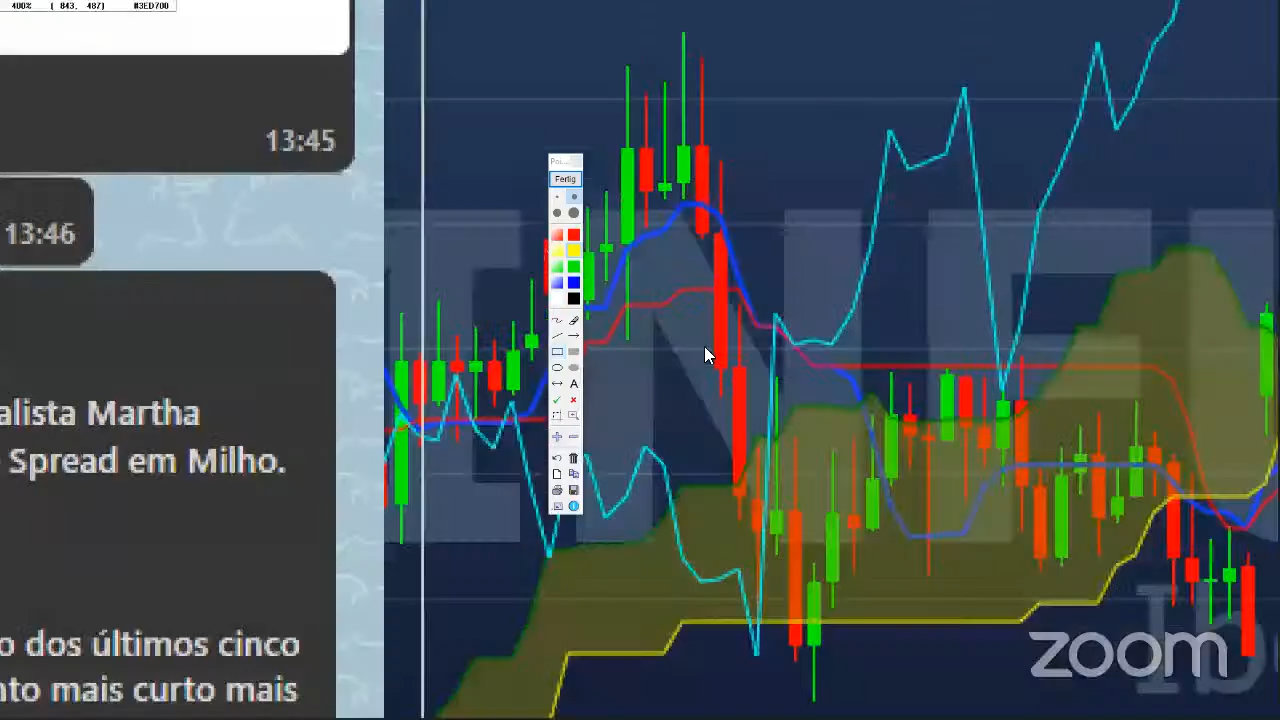 400% ( 843, 487) #3ED700
13:45
13:46
alista Martha
Spread em Milho.
o dos últimos cinco
nto mais curto mais
Fertig
A
zoom
Ib